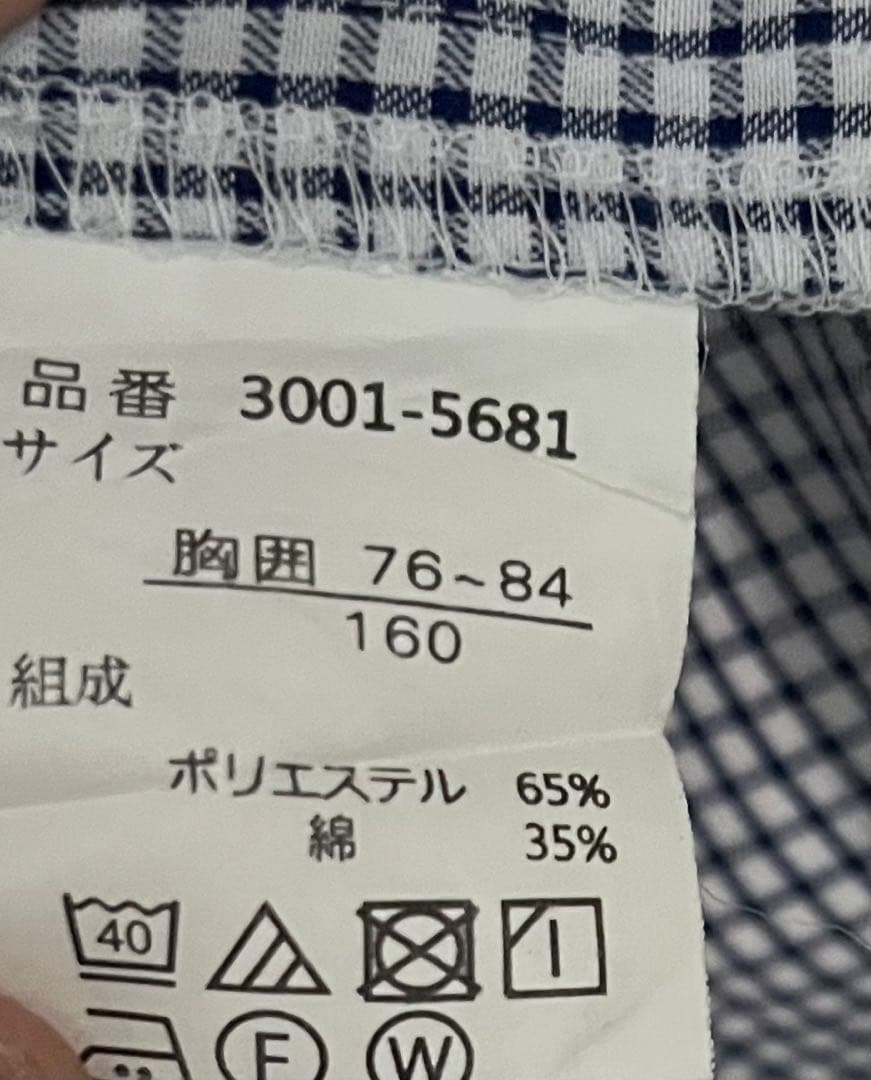 品番 3001-5681
サイズ
胸囲 76~84
160
組成
ポリエステル 65%
綿 35%
40
F W